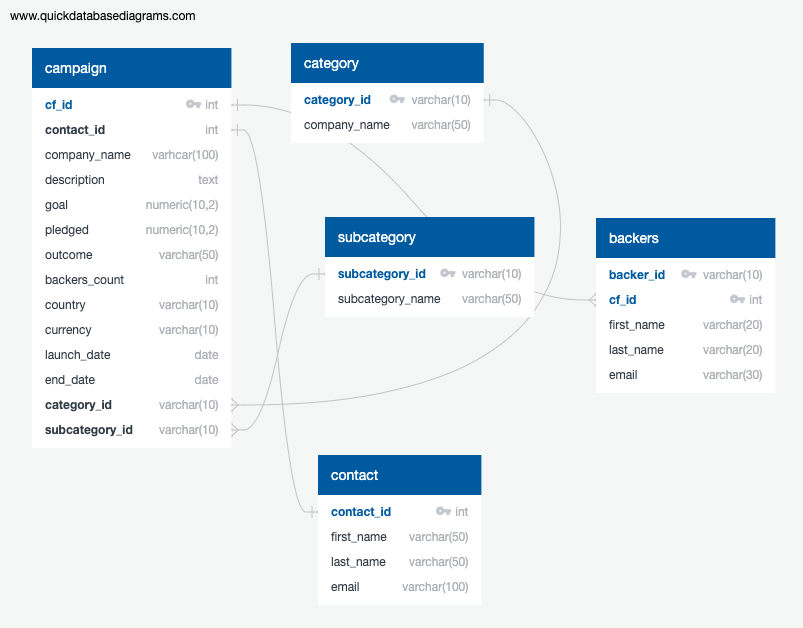 www.quickdatabasediagrams.com
campaign
cf_id int
contact_id int
company_name varhcar(100)
description text
goal numeric(10,2)
pledged numeric(10,2)
outcome varchar(50)
backers_count int
country varchar(10)
currency varchar(10)
launch_date date
end_date date
category_id varchar(10)
subcategory_id varchar(10)
category
category_id varchar(10)
company_name varchar(50)
subcategory
subcategory_id varchar(10)
subcategory_name varchar(50)
backers
backer_id varchar(10)
cf_id int
first_name varchar(20)
last_name varchar(20)
email varchar(30)
contact
contact_id int
first_name varchar(50)
last_name varchar(50)
email varchar(100)